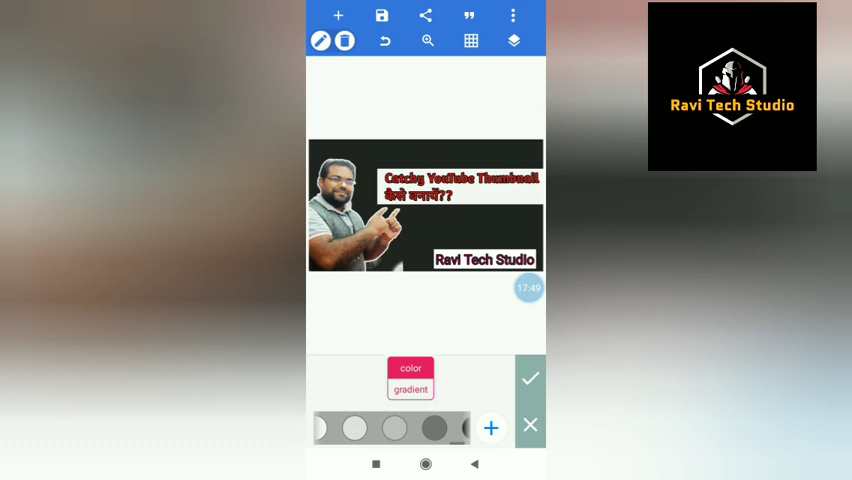 Ravi Tech Studio
Catchy YouTube Thumbnail
कैसे बनायें??
Ravi Tech Studio
17:49
color
gradient